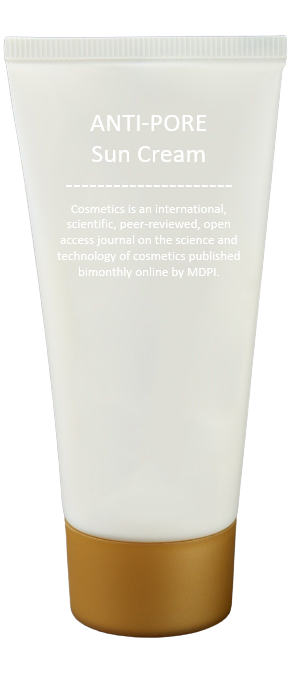 ANTI-PORE
Sun Cream
Cosmetics is an international,
scientific, peer-reviewed, open
access journal on the science and
technology of cosmetics published
bimonthly online by MDPI.